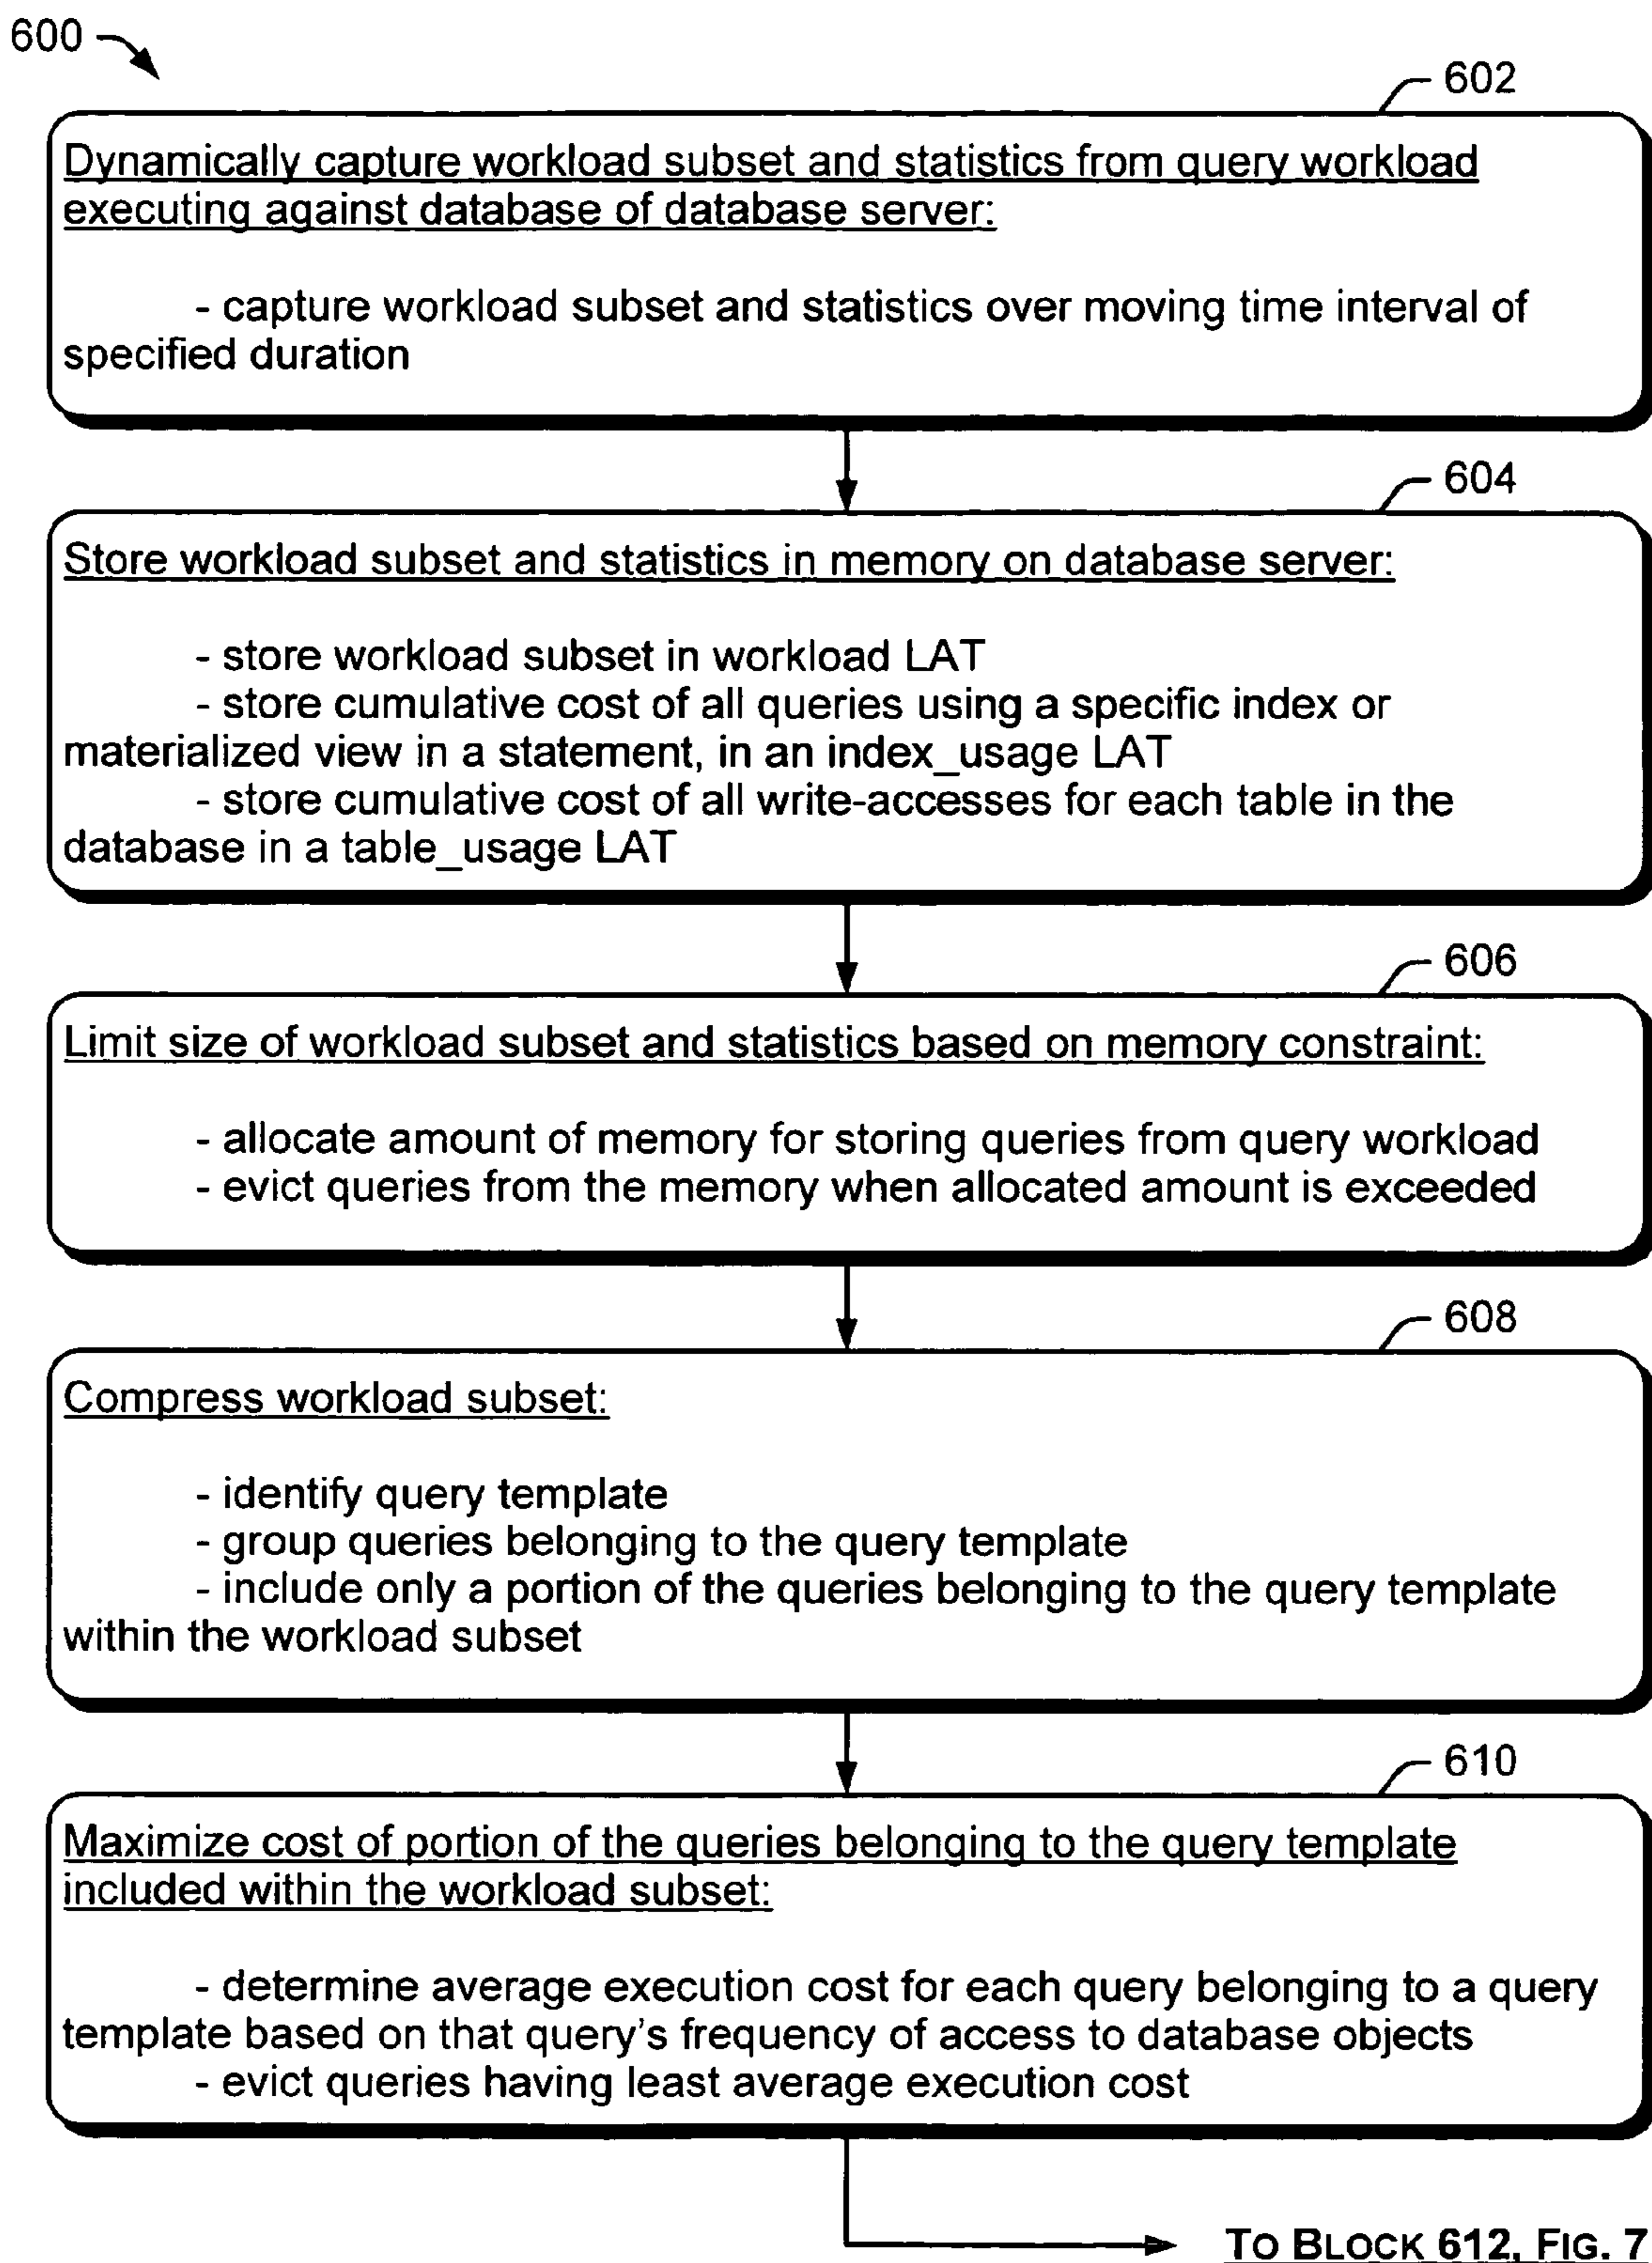 600
602
Dynamically capture workload subset and statistics from query workload
executing against database of database server:
- capture workload subset and statistics over moving time interval of
specified duration
604
Store workload subset and statistics in memory on database server:
- store workload subset in workload LAT
- store cumulative cost of all queries using a specific index or
materialized view in a statement, in an index_usage LAT
- store cumulative cost of all write-accesses for each table in the
database in a table_usage LAT
606
Limit size of workload subset and statistics based on memory constraint:
- allocate amount of memory for storing queries from query workload
- evict queries from the memory when allocated amount is exceeded
608
Compress workload subset:
- identify query template
- group queries belonging to the query template
- include only a portion of the queries belonging to the query template
within the workload subset
610
Maximize cost of portion of the queries belonging to the query template
included within the workload subset:
- determine average execution cost for each query belonging to a query
template based on that query's frequency of access to database objects
- evict queries having least average execution cost
TO BLOCK 612, FIG. 7